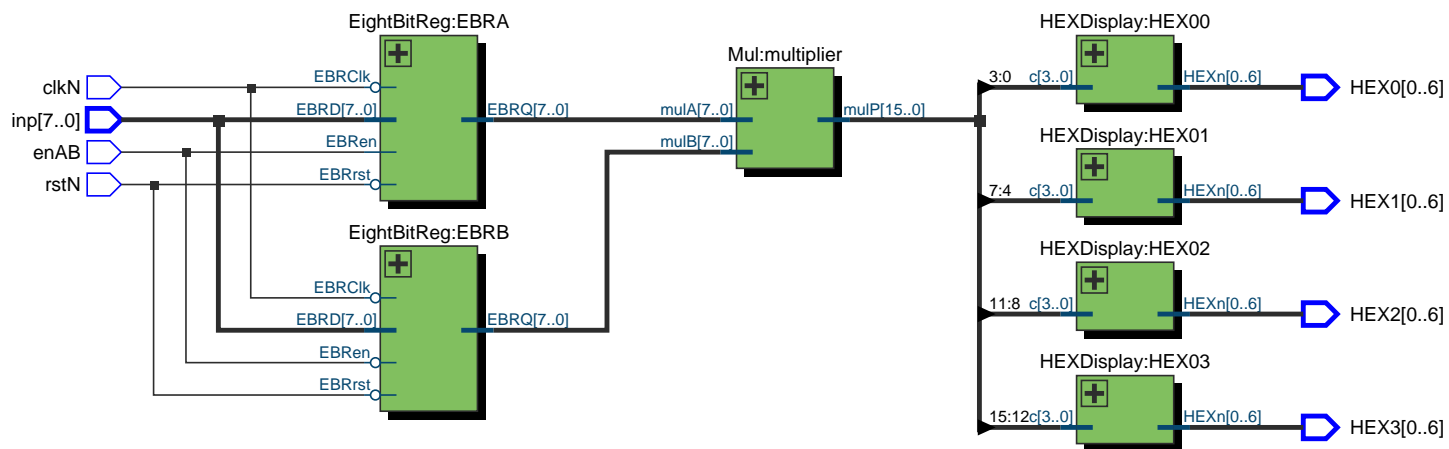 clkN
inp[7..0]
enAB
rstN
EightBitReg:EBRA
EBRClk
EBRD[7..0]
EBRen
EBRrst
EBRQ[7..0]
EightBitReg:EBRB
EBRClk
EBRD[7..0]
EBRen
EBRrst
EBRQ[7..0]
Mul:multiplier
mulA[7..0]
mulB[7..0]
mulP[15..0]
HEXDisplay:HEX00
3:0 c[3..0]
HEXn[0..6]
HEX0[0..6]
HEXDisplay:HEX01
7:4 c[3..0]
HEXn[0..6]
HEX1[0..6]
HEXDisplay:HEX02
11:8 c[3..0]
HEXn[0..6]
HEX2[0..6]
HEXDisplay:HEX03
15:12 c[3..0]
HEXn[0..6]
HEX3[0..6]